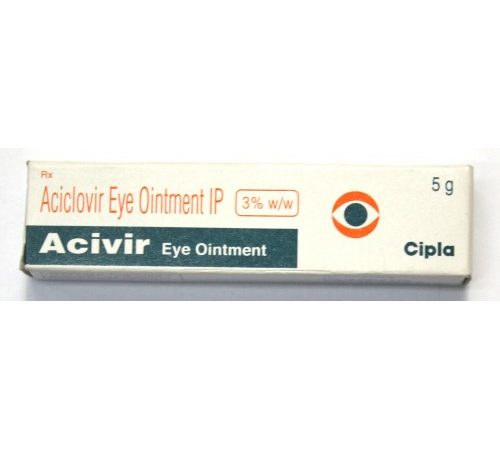 Rx
Aciclovir Eye Ointment IP 3% w/w
5 g
Acivir Eye Ointment
Cipla